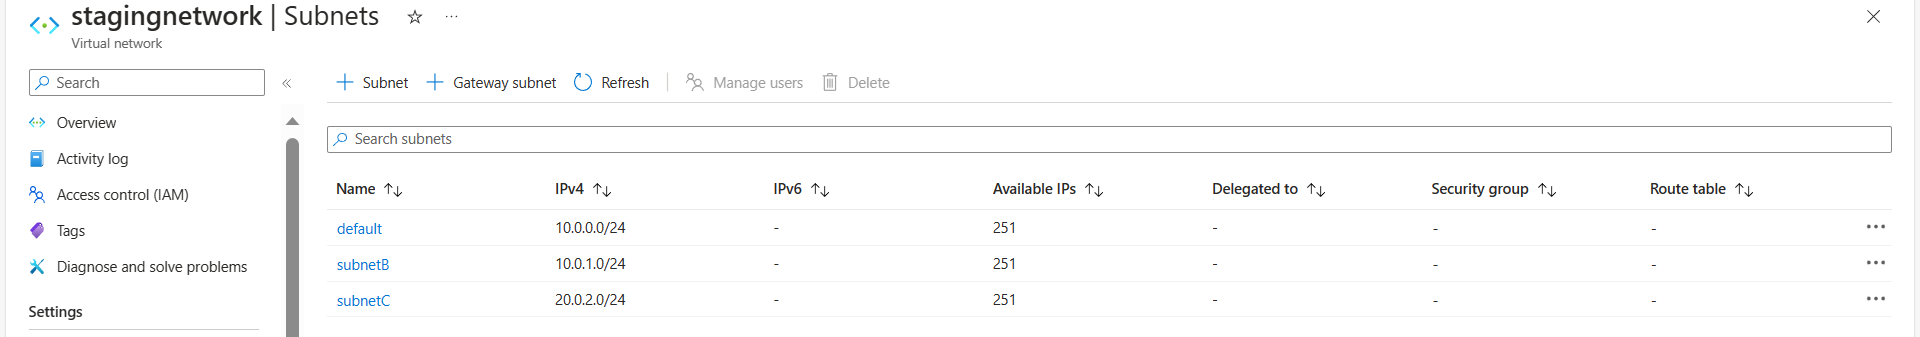 stagingnetwork | Subnets ☆ ···
Virtual network
Search
«
+ Subnet + Gateway subnet Refresh Manage users Delete
Overview
Activity log
Access control (IAM)
Tags
Diagnose and solve problems
Settings
Search subnets
Name ↑↓ IPv4 ↑↓ IPv6 ↑↓ Available IPs ↑↓ Delegated to ↑↓ Security group ↑↓ Route table ↑↓
default 10.0.0.0/24 - 251 - - - ···
subnetB 10.0.1.0/24 - 251 - - - ···
subnetC 20.0.2.0/24 - 251 - - - ···